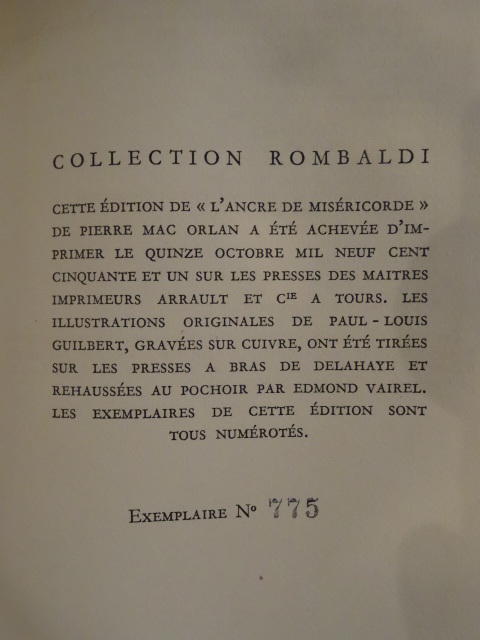 COLLECTION ROMBALDI
CETTE ÉDITION DE « L'ANCRE DE MISÉRICORDE »
DE PIERRE MAC ORLAN A ÉTÉ ACHEVÉE D'IM-
PRIMER LE QUINZE OCTOBRE MIL NEUF CENT
CINQUANTE ET UN SUR LES PRESSES DES MAITRES
IMPRIMEURS ARRAULT ET CIE A TOURS. LES
ILLUSTRATIONS ORIGINALES DE PAUL-LOUIS
GUILBERT, GRAVÉES SUR CUIVRE, ONT ÉTÉ TIRÉES
SUR LES PRESSES A BRAS DE DELAHAYE ET
REHAUSSÉES AU POCHOIR PAR EDMOND VAIREL.
LES EXEMPLAIRES DE CETTE ÉDITION SONT
TOUS NUMÉROTÉS.
EXEMPLAIRE Nº 775